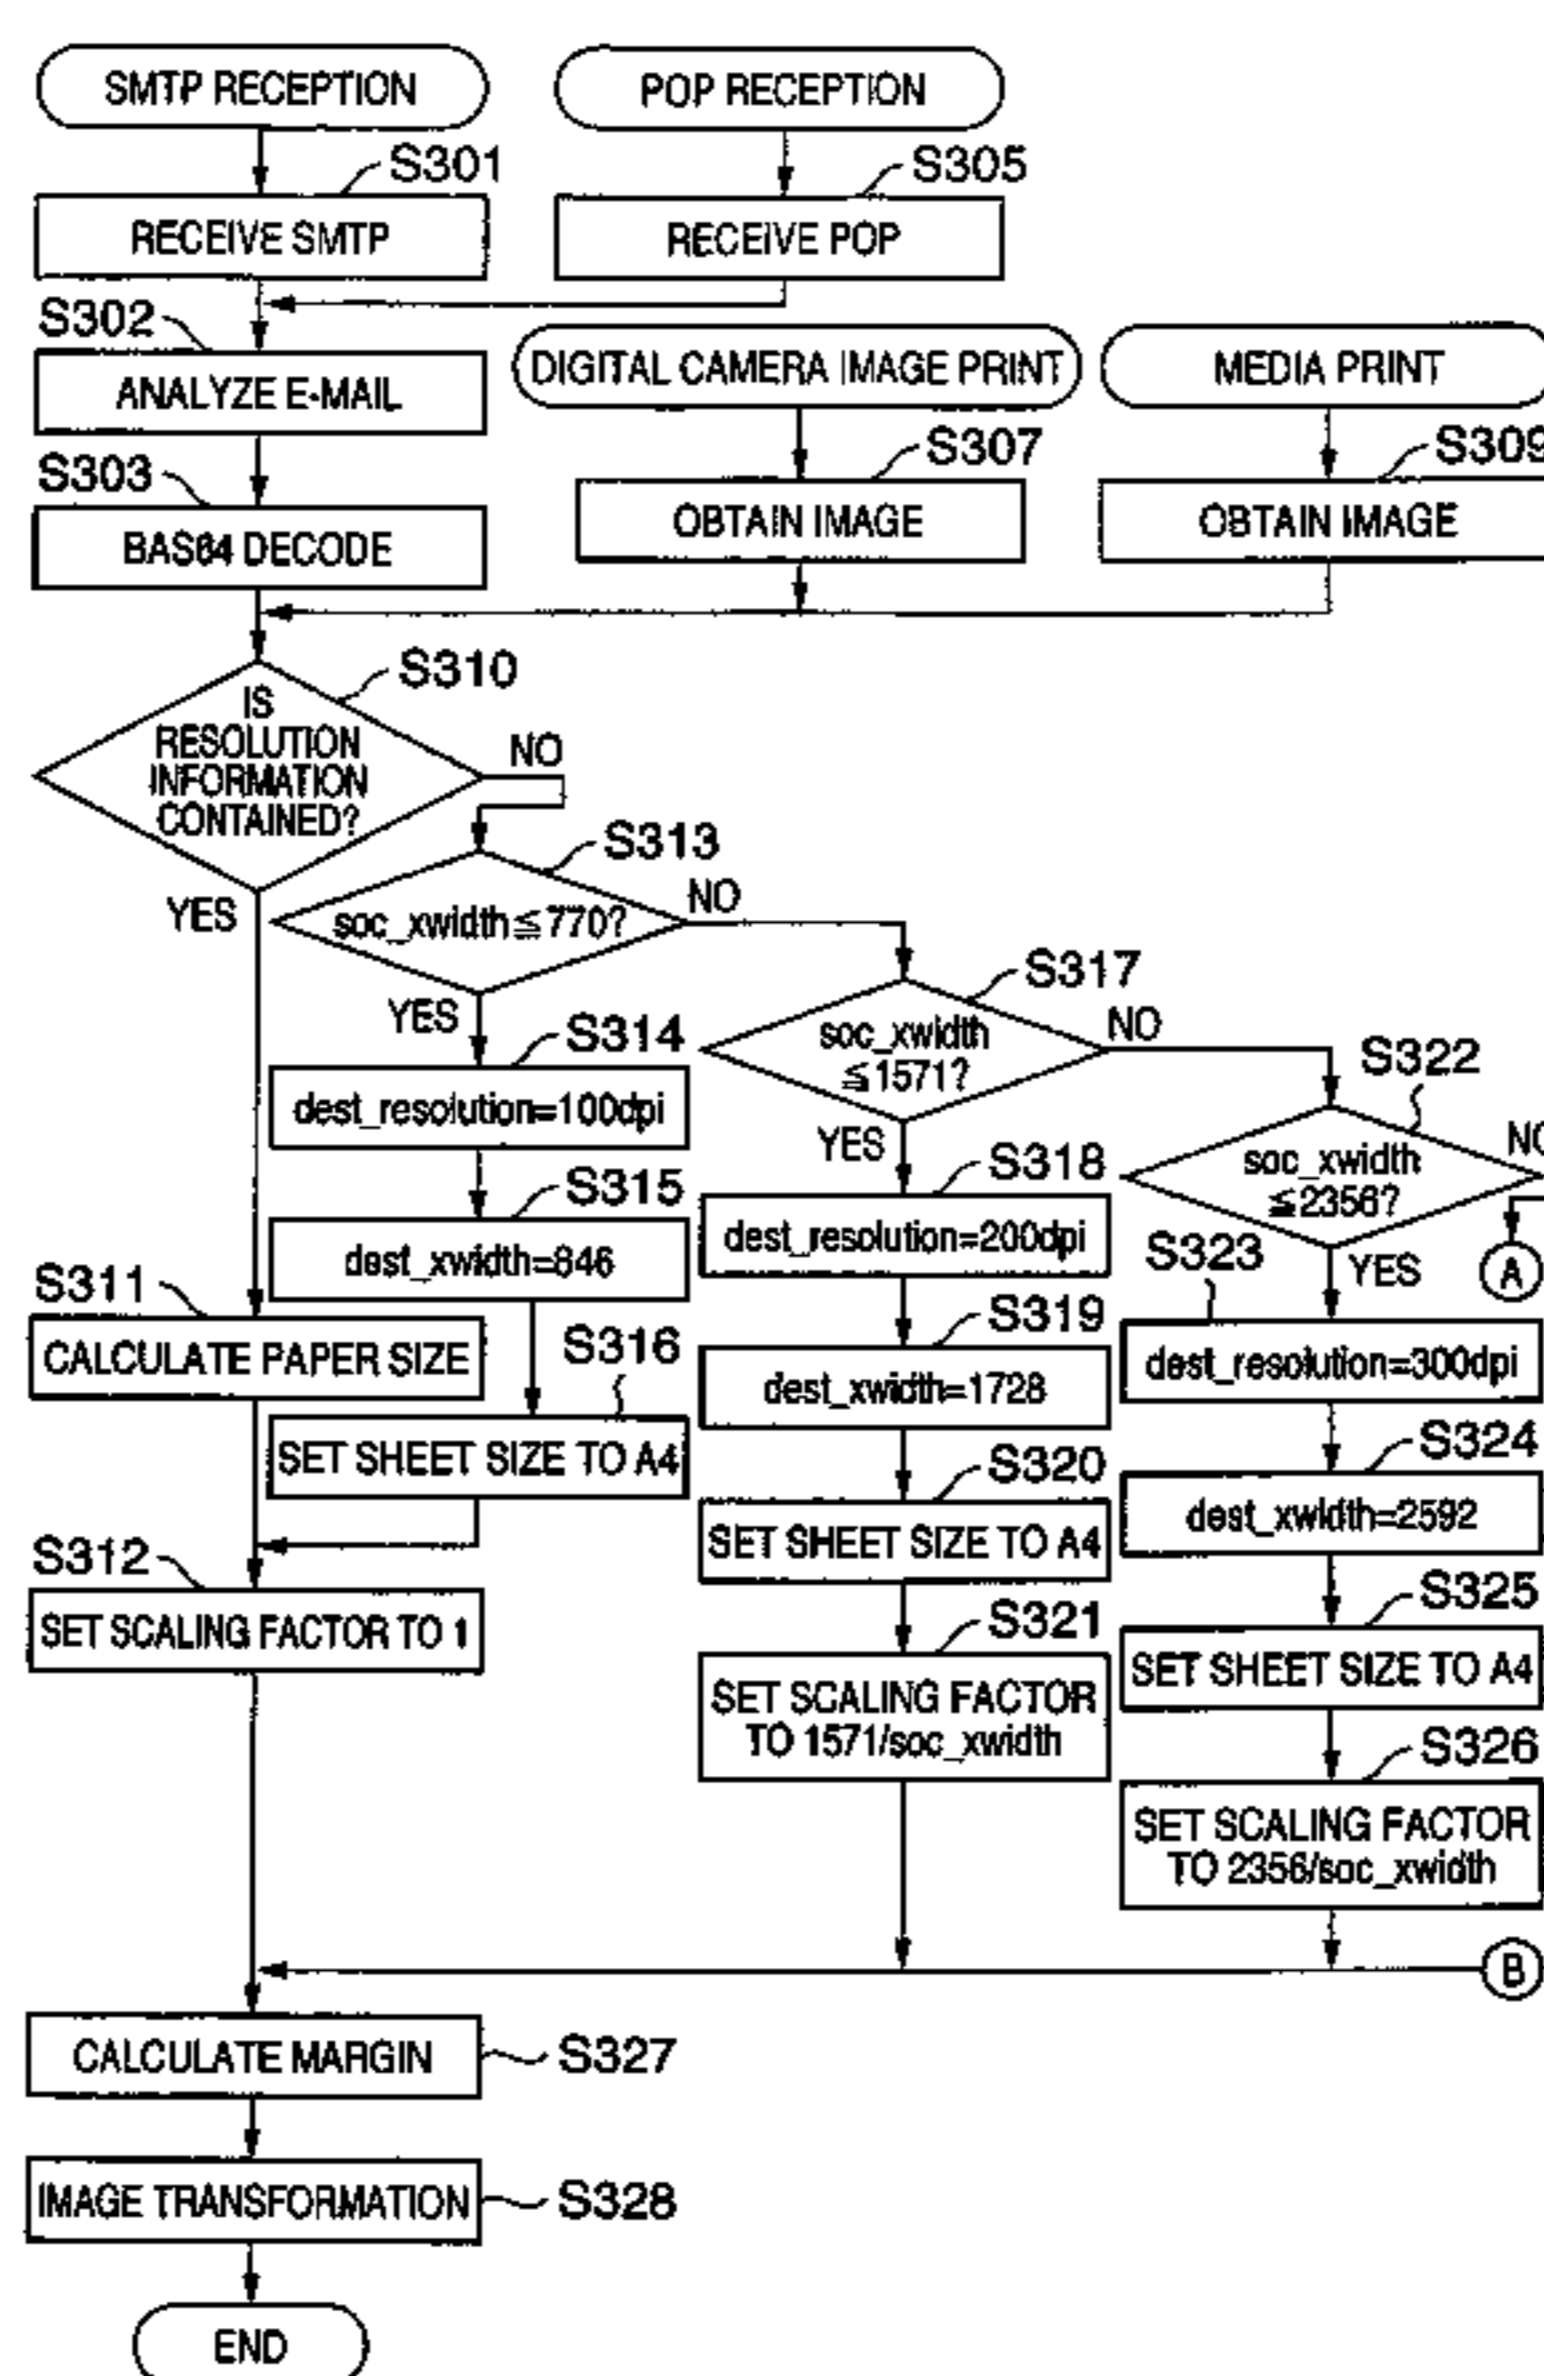 SMTP RECEPTION
POP RECEPTION
S301
S305
RECEIVE SMTP
RECEIVE POP
S302
ANALYZE E-MAIL
DIGITAL CAMERA IMAGE PRINT
MEDIA PRINT
S303
S307
S309
BAS64 DECODE
OBTAIN IMAGE
OBTAIN IMAGE
S310
IS
RESOLUTION
INFORMATION
CONTAINED?
NO
YES
S313
soc_xwidth≦770?
NO
YES
S317
soc_xwidth
≦1571?
NO
YES
S322
soc_xwidth
≦2356?
NO
YES
A
S314
dest_resolution=100dpi
S315
dest_xwidth=846
S318
dest_resolution=200dpi
S323
dest_resolution=300dpi
S311
CALCULATE PAPER SIZE
S316
SET SHEET SIZE TO A4
S319
dest_xwidth=1728
S324
dest_xwidth=2592
S320
SET SHEET SIZE TO A4
S325
SET SHEET SIZE TO A4
S312
SET SCALING FACTOR TO 1
S321
SET SCALING FACTOR
TO 1571/soc_xwidth
S326
SET SCALING FACTOR
TO 2356/soc_xwidth
B
CALCULATE MARGIN
S327
IMAGE TRANSFORMATION
S328
END